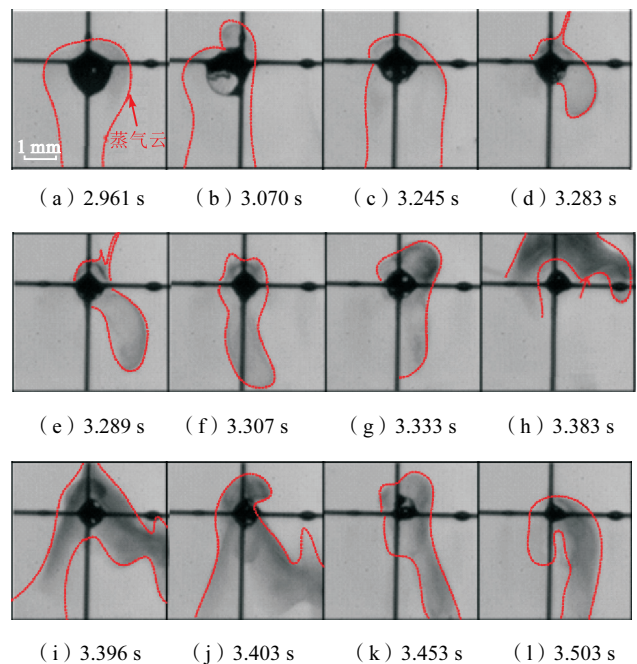 蒸气云
1 mm
（a）2.961 s （b）3.070 s （c）3.245 s （d）3.283 s
（e）3.289 s （f）3.307 s （g）3.333 s （h）3.383 s
（i）3.396 s （j）3.403 s （k）3.453 s （l）3.503 s